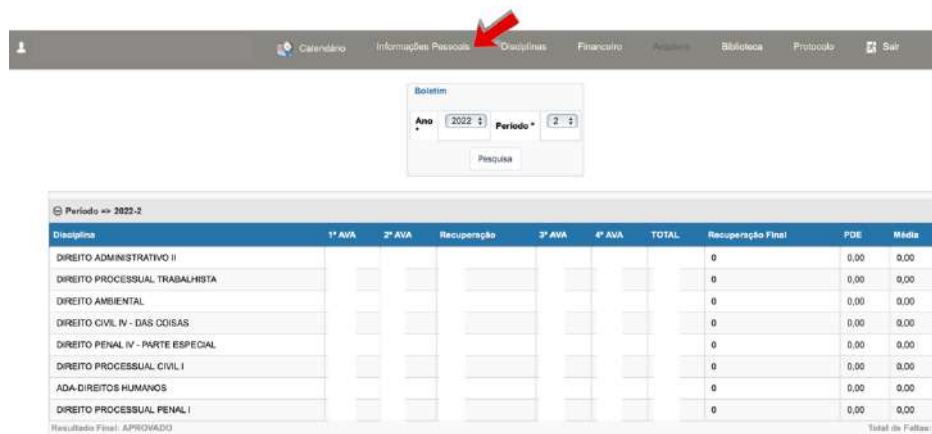 Calendário Informações Pessoais Disciplinas Financeiro Arquivos Biblioteca Protocolo Sair
Boletim
Ano * 2022 Período * 2
Pesquisa
Período => 2022-2
Disciplina 1ª AVA 2ª AVA Recuperação 3ª AVA 4ª AVA TOTAL Recuperação Final PDE Média
DIREITO ADMINISTRATIVO II 0 0,00 0,00
DIREITO PROCESSUAL TRABALHISTA 0 0,00 0,00
DIREITO AMBIENTAL 0 0,00 0,00
DIREITO CIVIL IV - DAS COISAS 0 0,00 0,00
DIREITO PENAL IV - PARTE ESPECIAL 0 0,00 0,00
DIREITO PROCESSUAL CIVIL I 0 0,00 0,00
ADA-DIREITOS HUMANOS 0 0,00 0,00
DIREITO PROCESSUAL PENAL I 0 0,00 0,00
Resultado Final: APROVADO Total de Faltas: